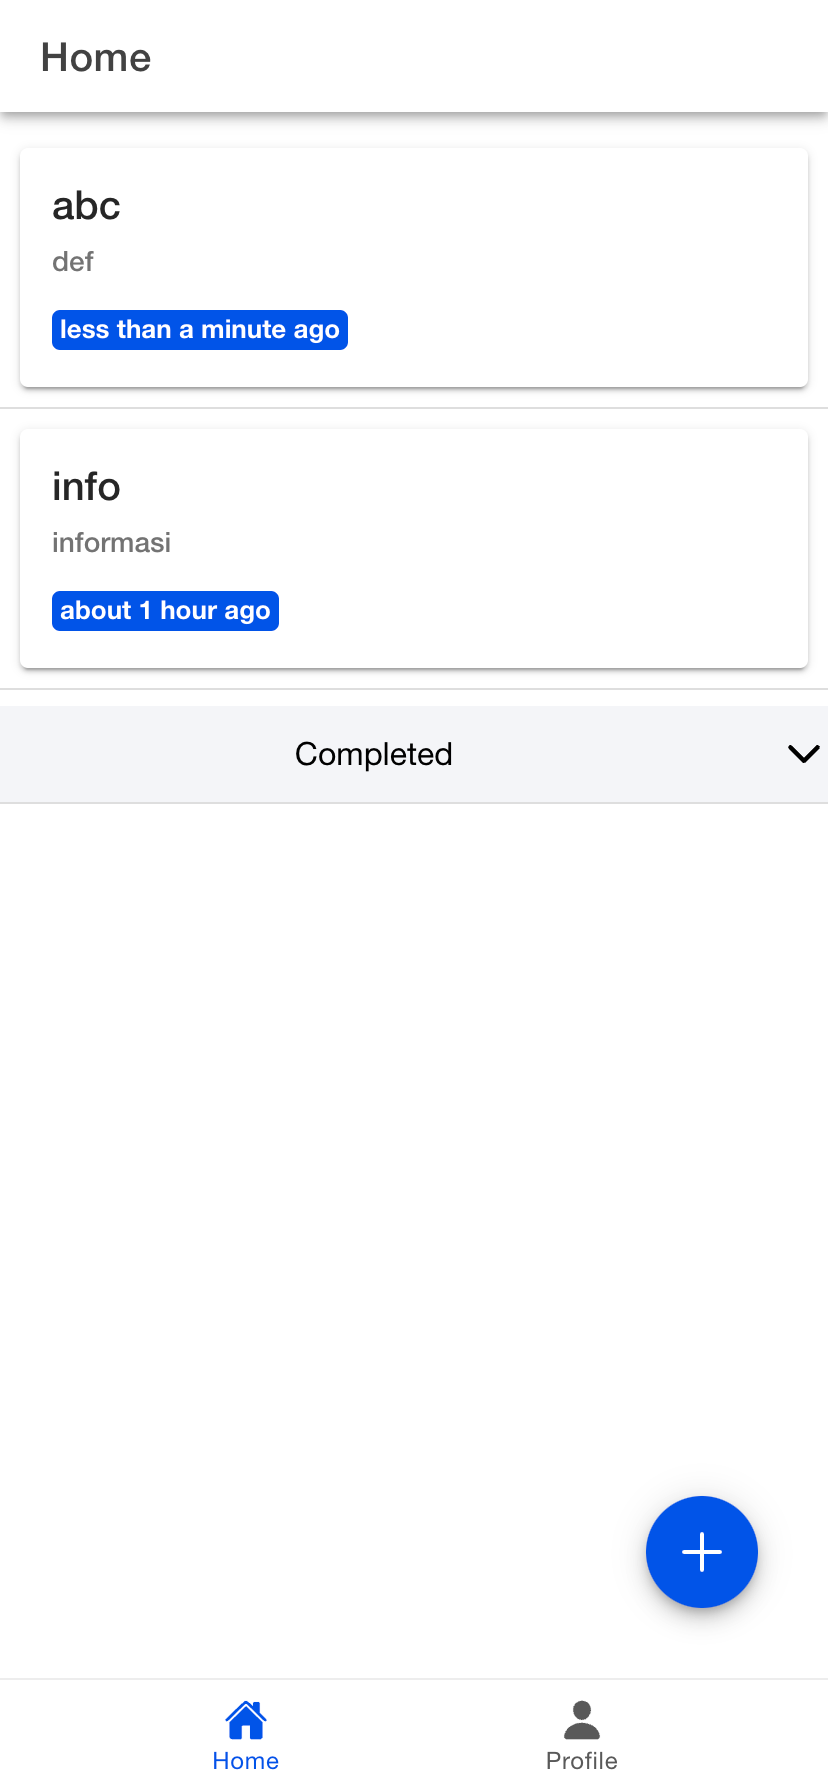 Home
abc
def
less than a minute ago
info
informasi
about 1 hour ago
Completed
Home
Profile